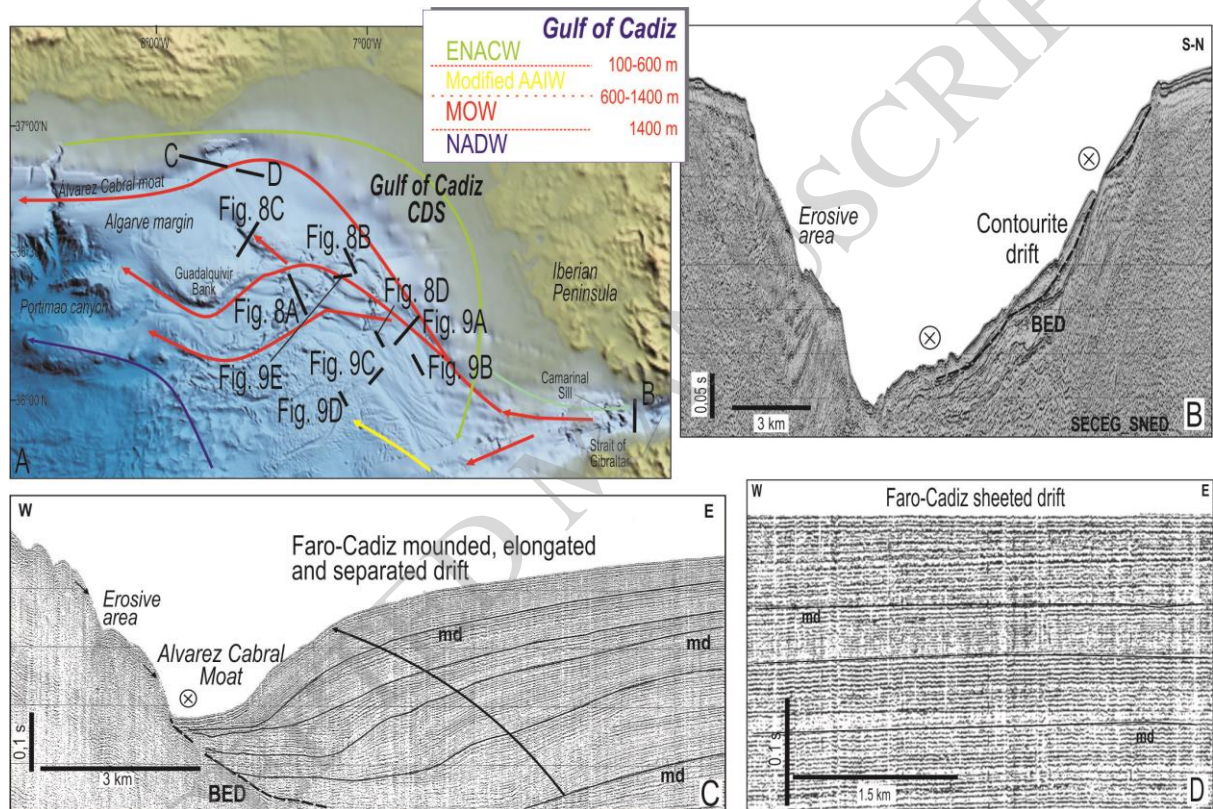 8°00'W
7°00'W
37°00'N
36°00'N
Gulf of Cadiz
ENACW
100-600 m
Modified AAIW
600-1400 m
MOW
1400 m
NADW
C
D
Álvarez Cabral moat
Algarve margin
Gulf of Cadiz
CDS
Fig. 8C
Fig. 8B
Iberian
Peninsula
Guadalquivir
Bank
Portimao canyon
Fig. 8A
Fig. 8D
Fig. 9A
Fig. 9E
Fig. 9C
Fig. 9B
Fig. 9D
Camarinal
Sill
B
Strait of
Gibraltar
A
S-N
Erosive
area
Contourite
drift
BED
0.05 s
3 km
SECEG_SNED
B
W
E
Faro-Cadiz mounded, elongated
and separated drift
Erosive
area
Alvarez Cabral
Moat
md
md
md
0,1 s
3 km
BED
C
W
E
Faro-Cadiz sheeted drift
md
md
0.1 s
1.5 km
D